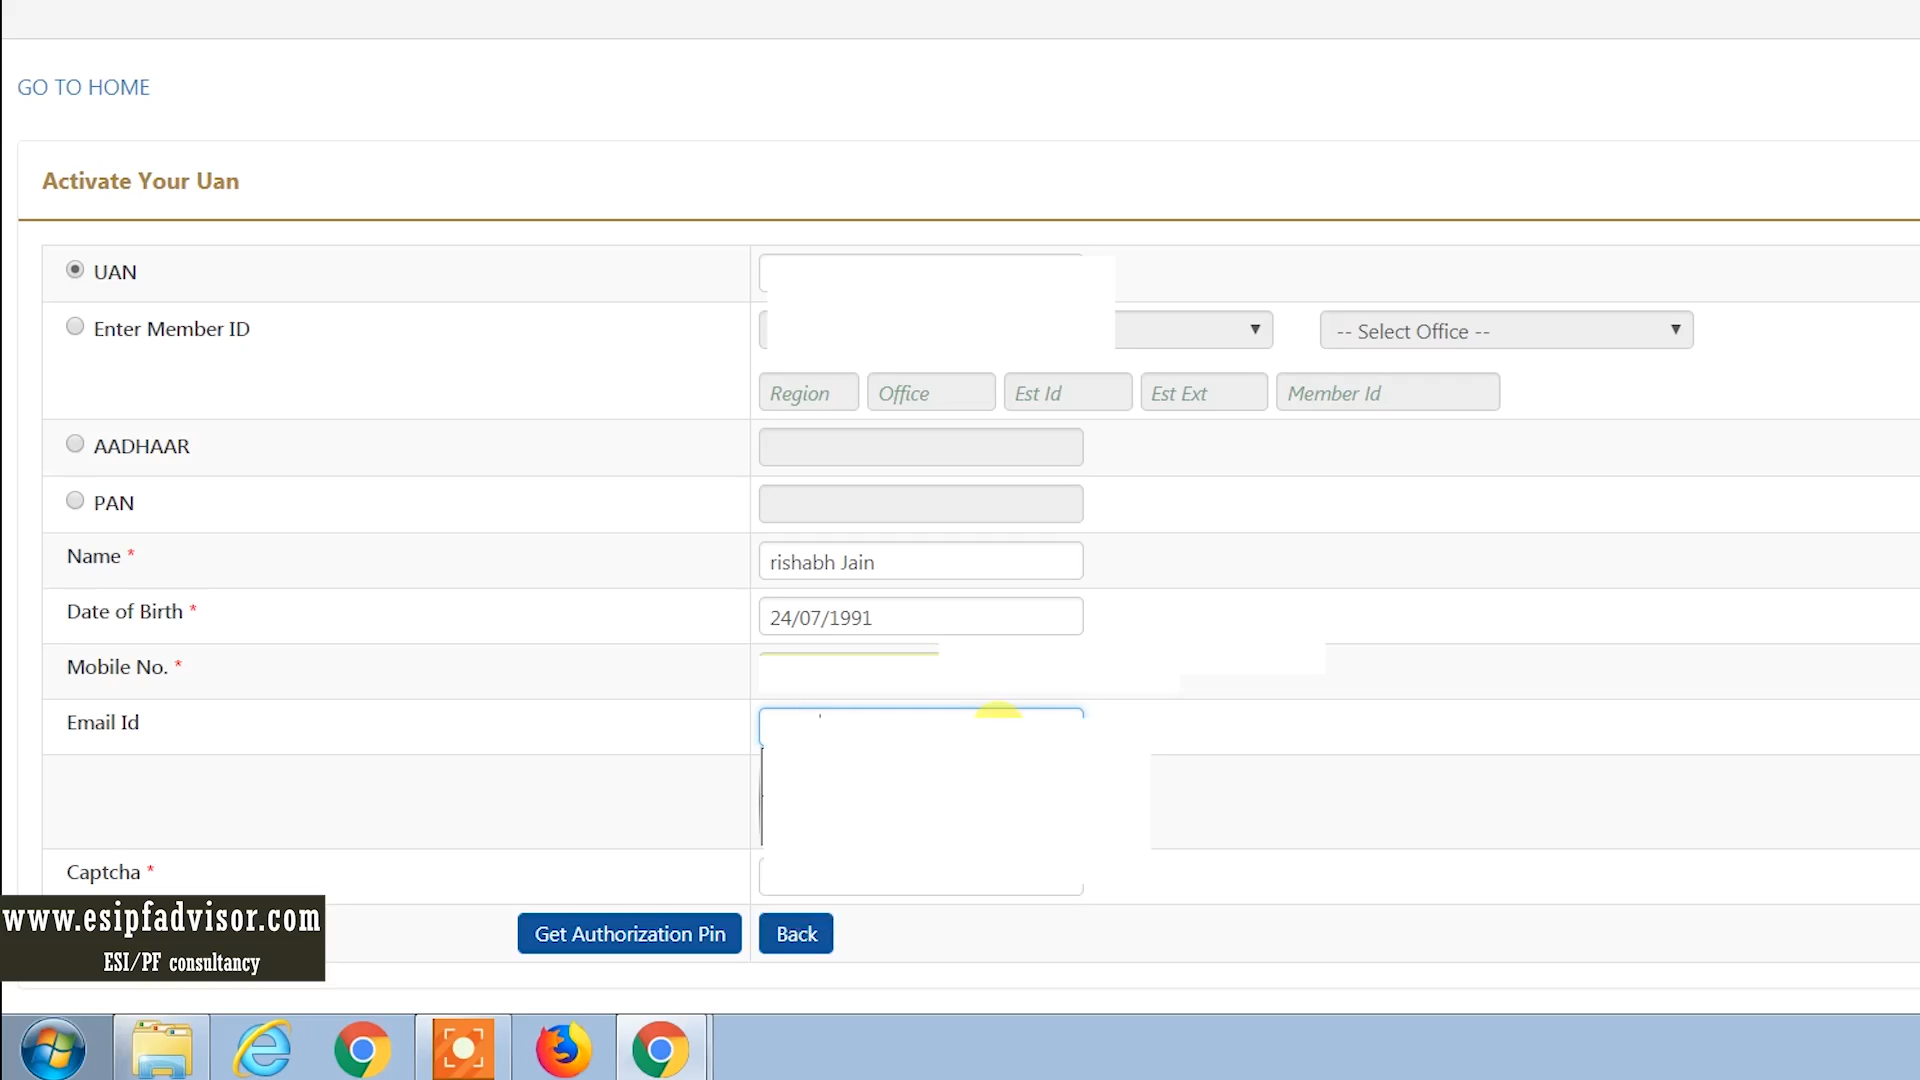 GO TO HOME
Activate Your Uan
UAN
Enter Member ID
-- Select Office --
Region Office Est Id Est Ext Member Id
AADHAAR
PAN
Name * rishabh Jain
Date of Birth * 24/07/1991
Mobile No. *
Email Id
Captcha *
www.esipfadvisor.com
ESI/PF consultancy
Get Authorization Pin Back